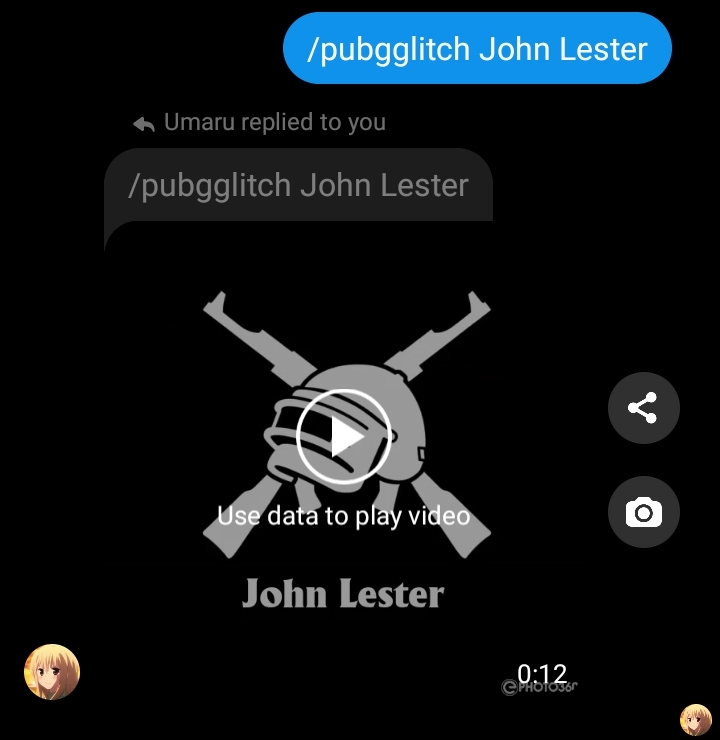 /pubgglitch John Lester
Umaru replied to you
/pubgglitch John Lester
Use data to play video
John Lester
0:12
ePHOTO360